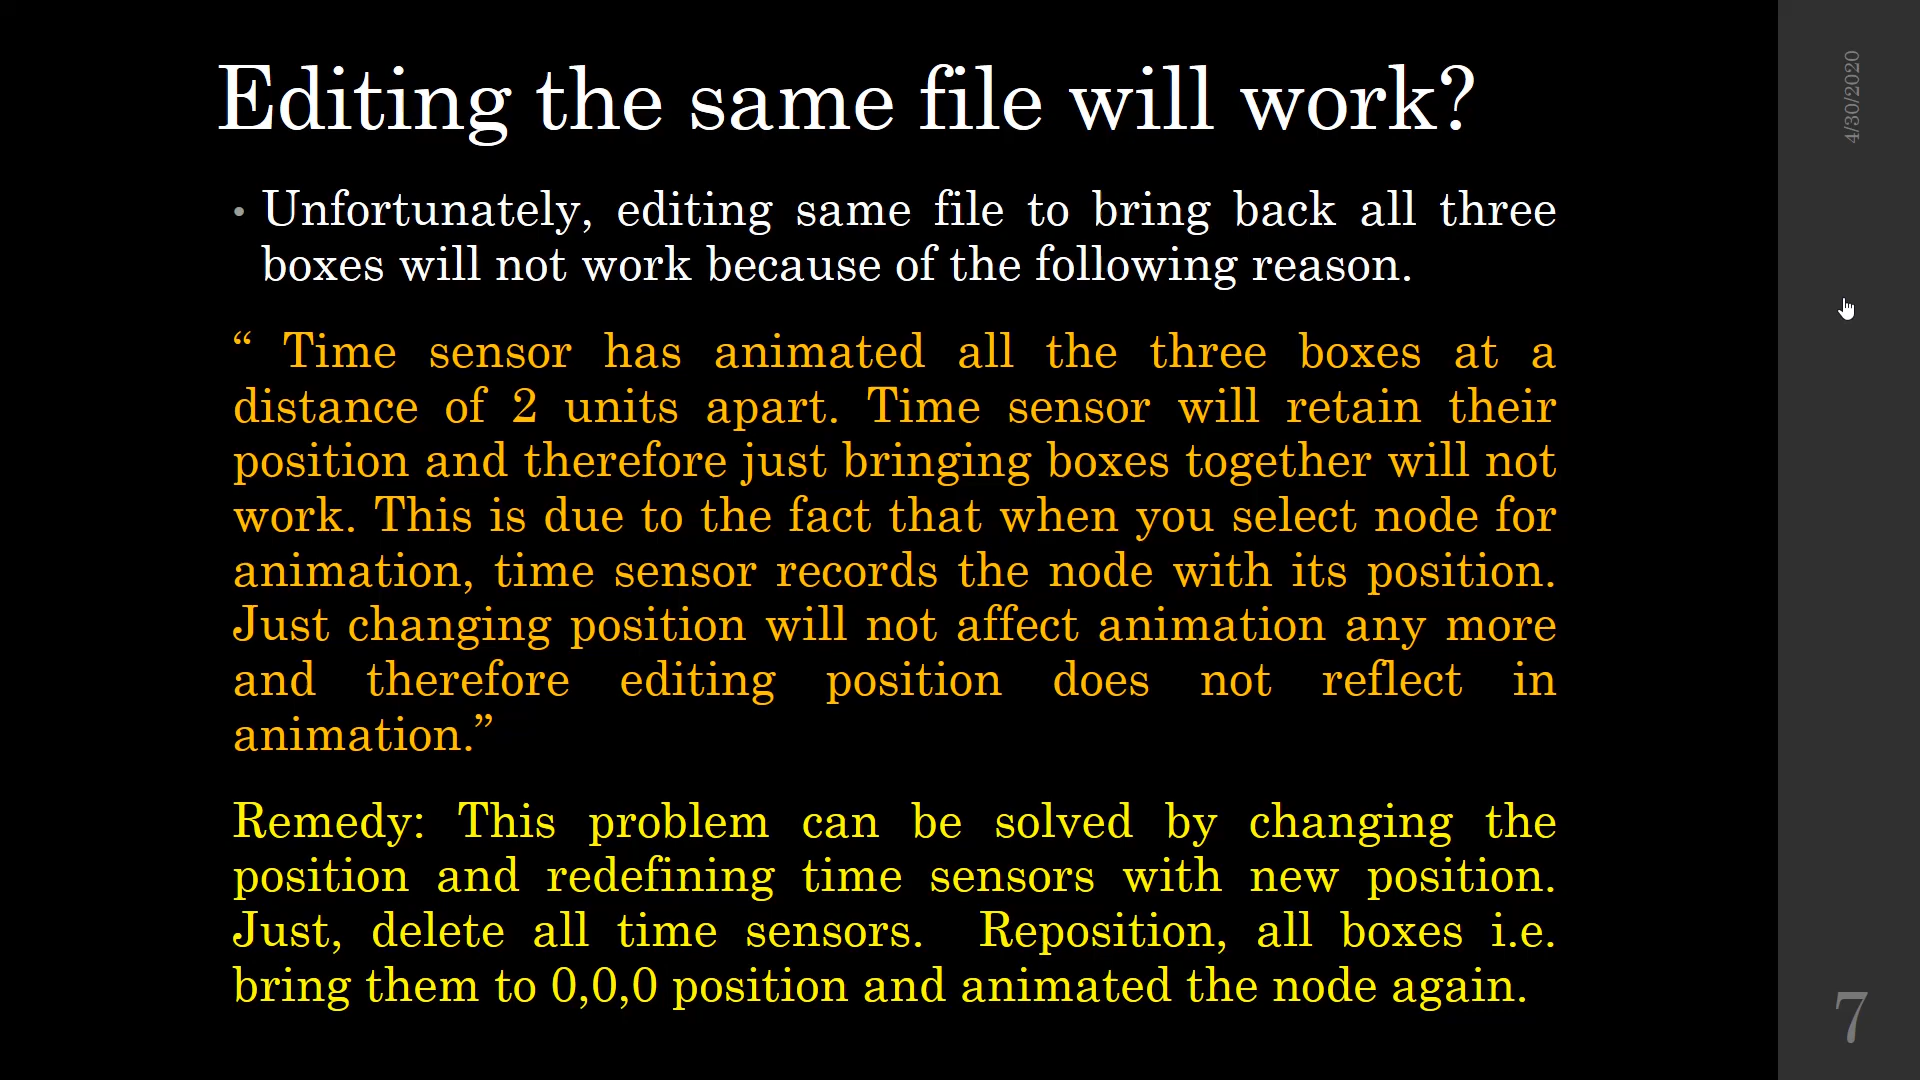 Editing the same file will work?
4/30/2020
• Unfortunately, editing same file to bring back all three
boxes will not work because of the following reason.
“ Time sensor has animated all the three boxes at a
distance of 2 units apart. Time sensor will retain their
position and therefore just bringing boxes together will not
work. This is due to the fact that when you select node for
animation, time sensor records the node with its position.
Just changing position will not affect animation any more
and therefore editing position does not reflect in
animation.”
Remedy: This problem can be solved by changing the
position and redefining time sensors with new position.
Just, delete all time sensors.  Reposition, all boxes i.e.
bring them to 0,0,0 position and animated the node again.
7